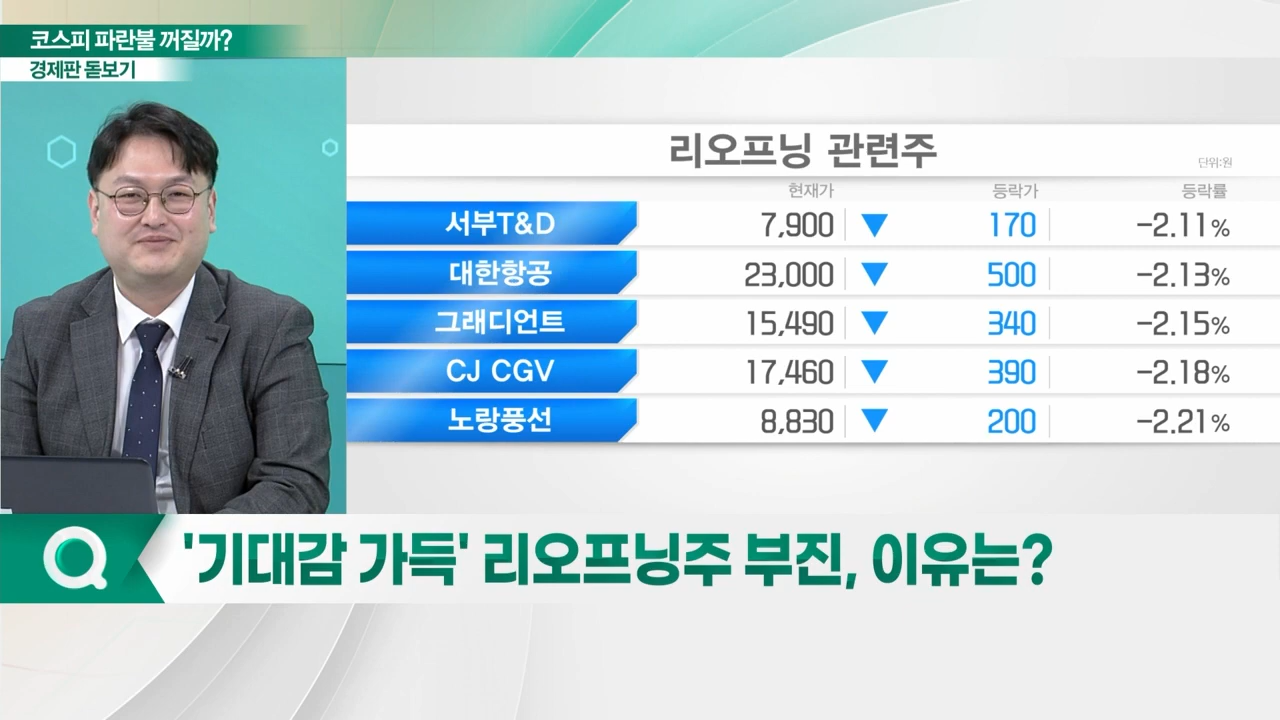 코스피 파란불 꺼질까?
경제판 돋보기
리오프닝 관련주
단위:원
현재가 등락가 등락률
서부T&D 7,900 ▼ 170 -2.11%
대한항공 23,000 ▼ 500 -2.13%
그래디언트 15,490 ▼ 340 -2.15%
CJ CGV 17,460 ▼ 390 -2.18%
노랑풍선 8,830 ▼ 200 -2.21%
Q '기대감 가득' 리오프닝주 부진, 이유는?